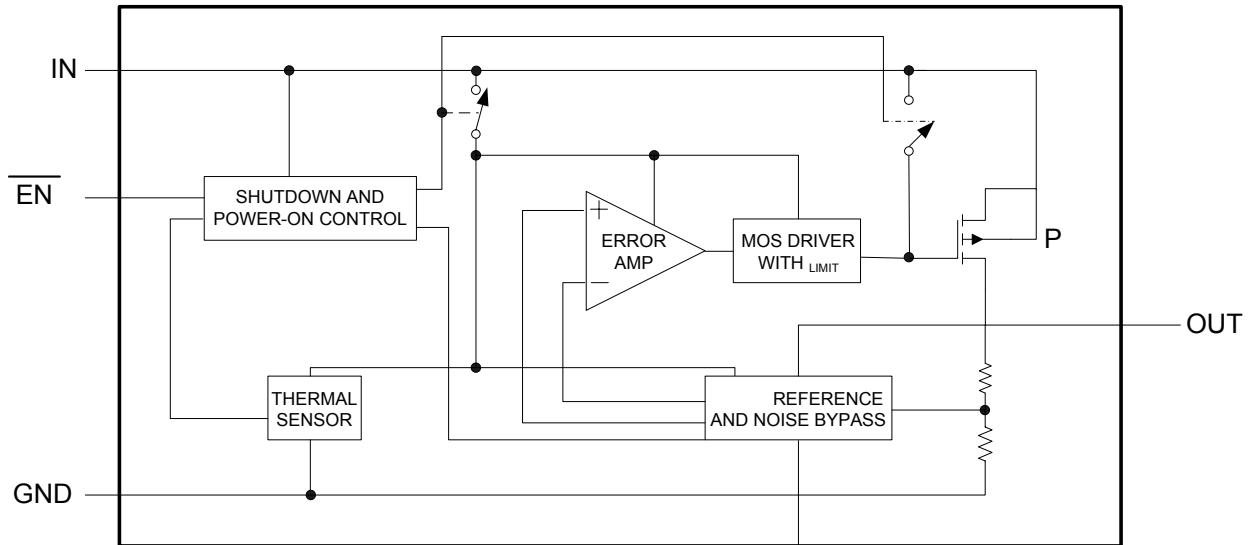 IN
EN
SHUTDOWN AND
POWER-ON CONTROL
+
ERROR
AMP
−
MOS DRIVER
WITH LIMIT
P
OUT
THERMAL
SENSOR
REFERENCE
AND NOISE BYPASS
GND